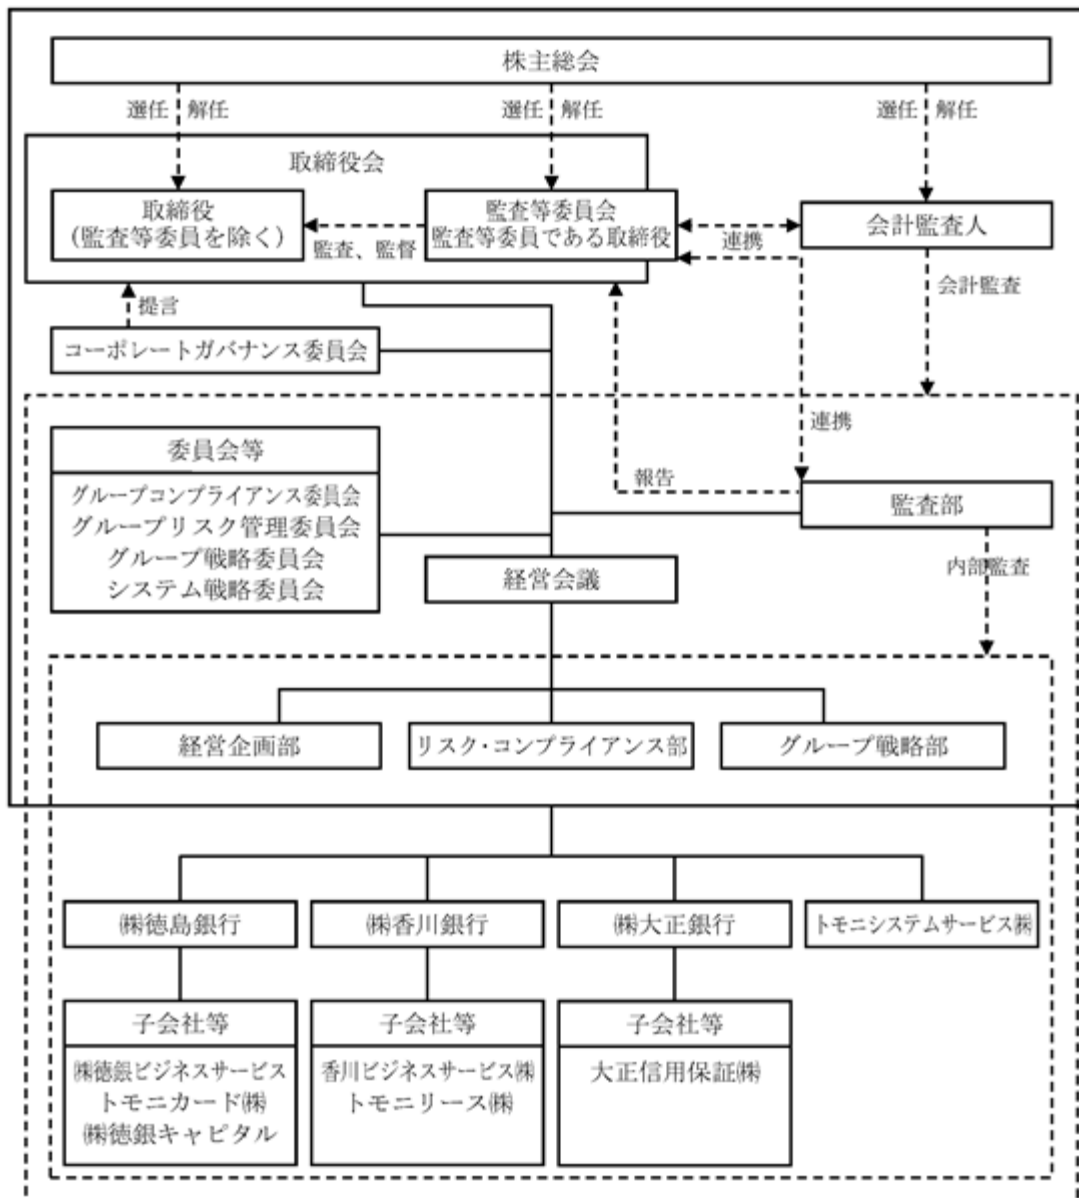 株主総会
選任 解任
選任 解任
選任 解任
取締役会
取締役
(監査等委員を除く)
監査、監督
監査等委員会
監査等委員である取締役
連携
会計監査人
会計監査
提言
コーポレートガバナンス委員会
連携
委員会等
グループコンプライアンス委員会
グループリスク管理委員会
グループ戦略委員会
システム戦略委員会
報告
監査部
内部監査
経営会議
経営企画部
リスク・コンプライアンス部
グループ戦略部
㈱徳島銀行
㈱香川銀行
㈱大正銀行
トモニシステムサービス㈱
子会社等
㈱徳銀ビジネスサービス
トモニカード㈱
㈱徳銀キャピタル
子会社等
香川ビジネスサービス㈱
トモニリース㈱
子会社等
大正信用保証㈱